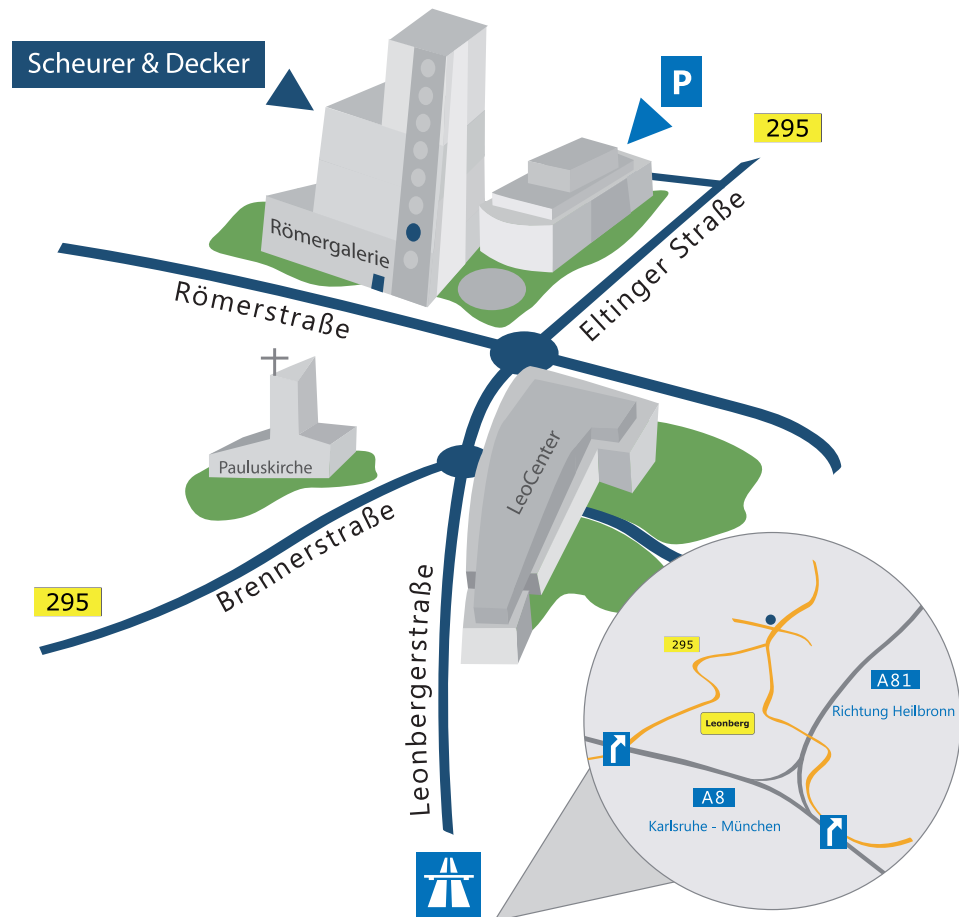 Scheurer & Decker
P
295
Römergalerie
Eltinger Straße
Römerstraße
Pauluskirche
LeoCenter
Brennerstraße
295
Leonbergerstraße
295
A81
Richtung Heilbronn
Leonberg
A8
Karlsruhe - München